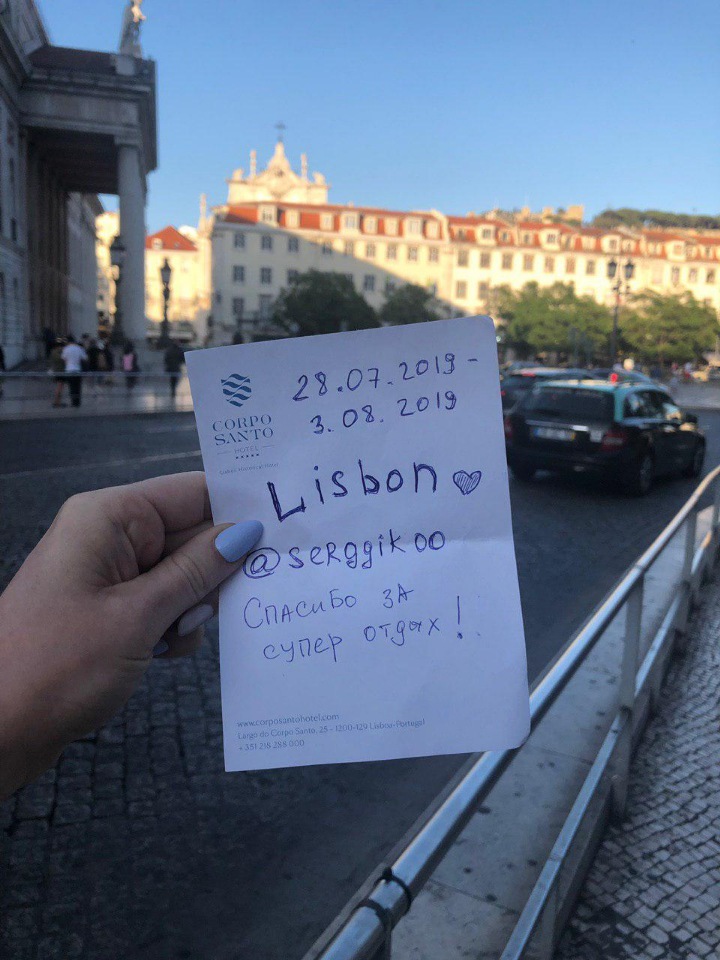 28.07.2019 -
3.08. 2019
CORPO
SANTO
HOTEL
Lisbon
@serggikoo
Спасибо за
супер отдых!
www.corposantohotel.com
Largo do Corpo Santo, 25 - 1200-129 Lisboa-Portugal
+351 218 288 000